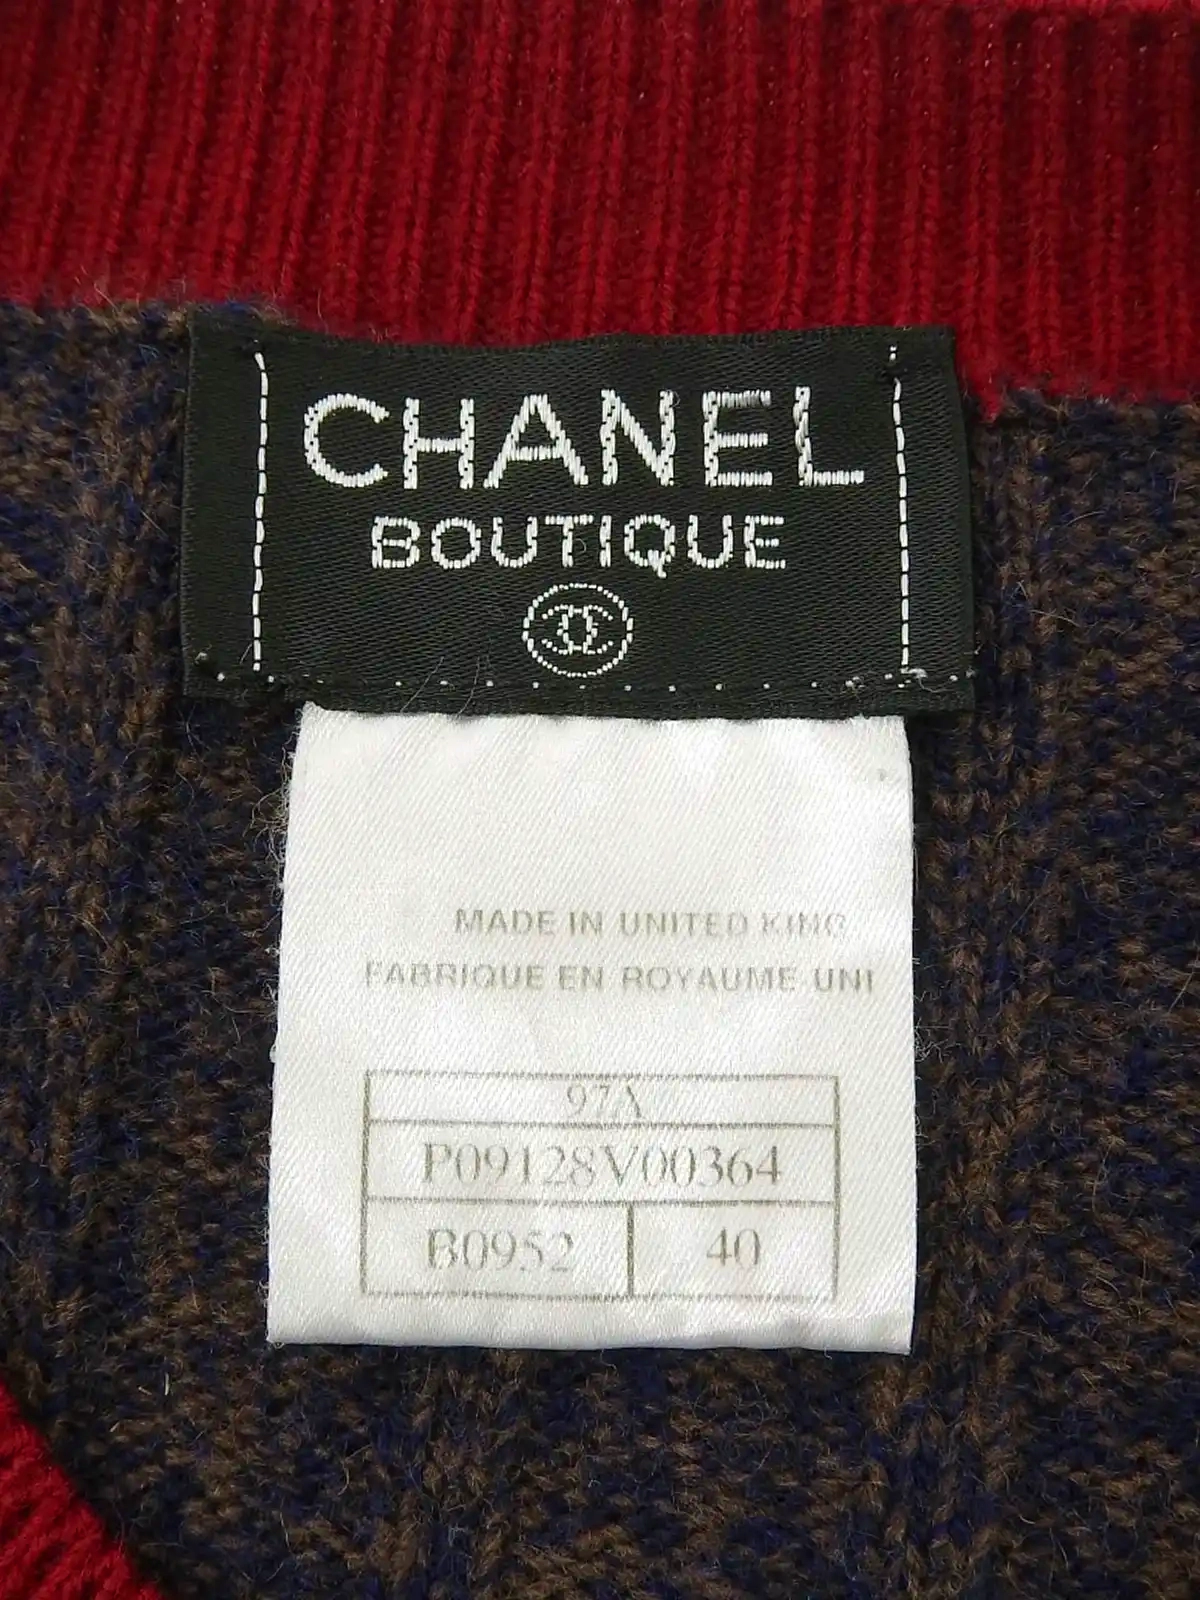 CHANEL
BOUTIQUE
MADE IN UNITED KING
FABRIQUE EN ROYAUME UNI
97A
P09128V00364
B0952 40